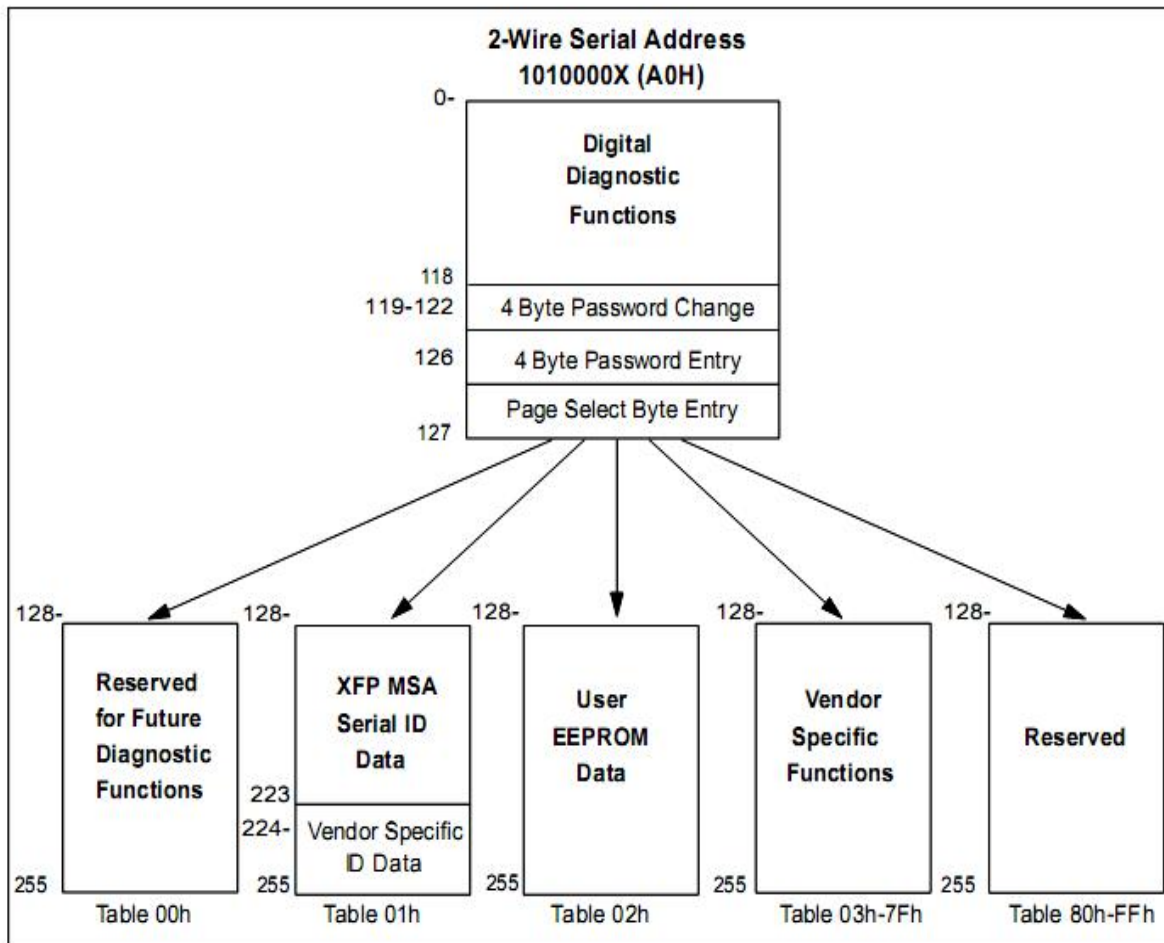 2-Wire Serial Address
1010000X (A0H)
0-
Digital
Diagnostic
Functions
118
119-122
4 Byte Password Change
126
4 Byte Password Entry
Page Select Byte Entry
127
128-
Reserved
for Future
Diagnostic
Functions
255
Table 00h
128-
XFP MSA
Serial ID
Data
223
224-
Vendor Specific
ID Data
255
Table 01h
128-
User
EEPROM
Data
255
Table 02h
128-
Vendor
Specific
Functions
255
Table 03h-7Fh
128-
Reserved
255
Table 80h-FFh